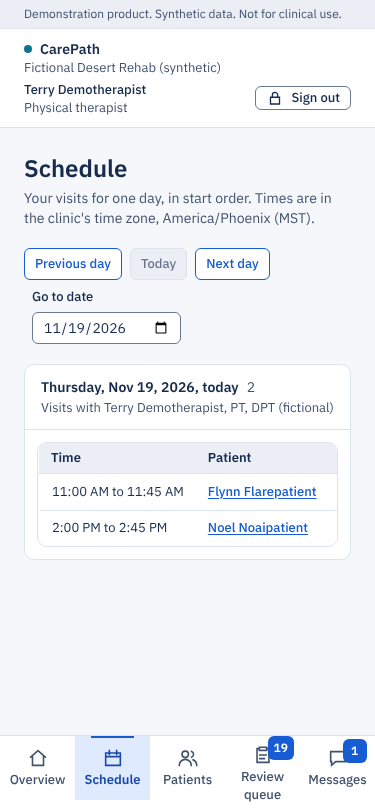 Demonstration product. Synthetic data. Not for clinical use.
CarePath
Fictional Desert Rehab (synthetic)
Terry Demotherapist
Physical therapist
Sign out
Schedule
Your visits for one day, in start order. Times are in
the clinic's time zone, America/Phoenix (MST).
Previous day
Today
Next day
Go to date
11/19/2026
Thursday, Nov 19, 2026, today 2
Visits with Terry Demotherapist, PT, DPT (fictional)
Time Patient
11:00 AM to 11:45 AM Flynn Flarepatient
2:00 PM to 2:45 PM Noel Noaipatient
Overview
Schedule
Patients
19
Review
queue
1
Messages